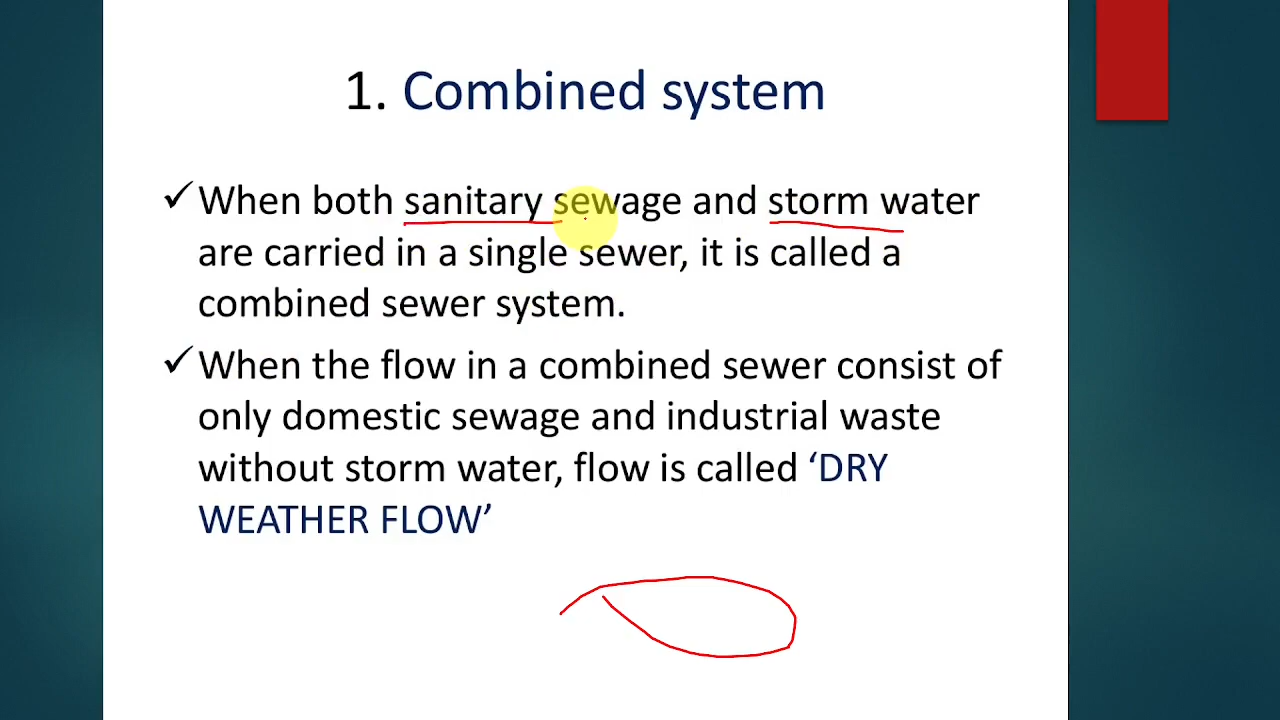 1. Combined system
✓When both sanitary sewage and storm water
are carried in a single sewer, it is called a
combined sewer system.
✓When the flow in a combined sewer consist of
only domestic sewage and industrial waste
without storm water, flow is called ‘DRY
WEATHER FLOW’